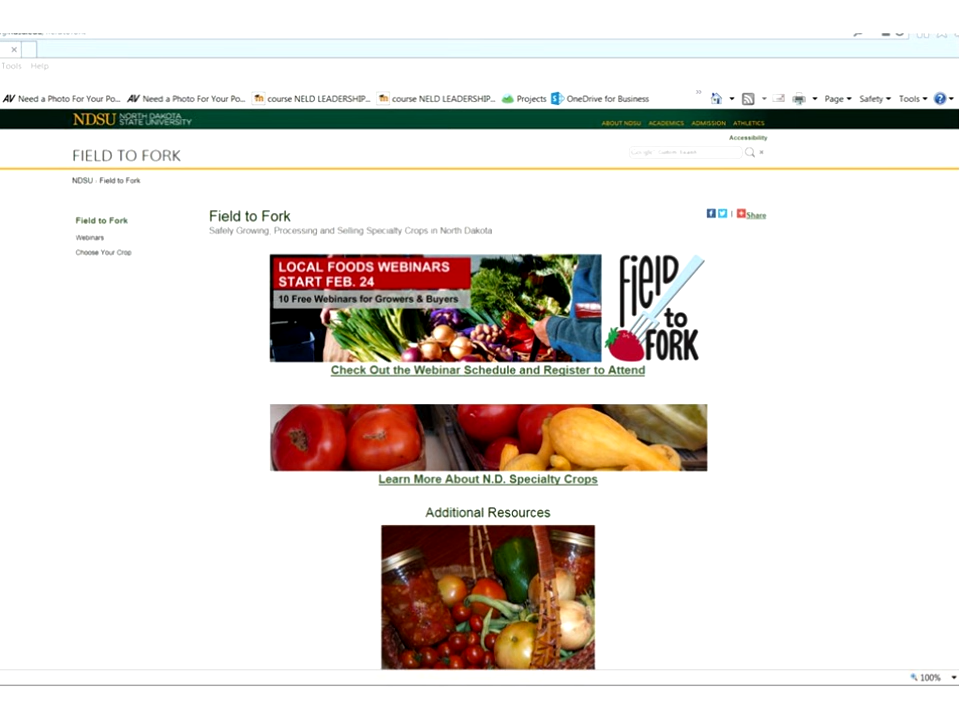 Tools Help
AV Need a Photo For Your Po... AV Need a Photo For Your Po... course NELD LEADERSHIP... course NELD LEADERSHIP... Projects OneDrive for Business » Page Safety Tools
NDSU NORTH DAKOTA
STATE UNIVERSITY
ABOUT NDSU ACADEMICS ADMISSION ATHLETICS
Accessibility
FIELD TO FORK
NDSU - Field to Fork
Field to Fork
Webinars
Choose Your Crop
Field to Fork
Safely Growing, Processing and Selling Specialty Crops in North Dakota
Share
LOCAL FOODS WEBINARS
START FEB. 24
10 Free Webinars for Growers & Buyers
FIELD
to
FORK
Check Out the Webinar Schedule and Register to Attend
Learn More About N.D. Specialty Crops
Additional Resources
100%